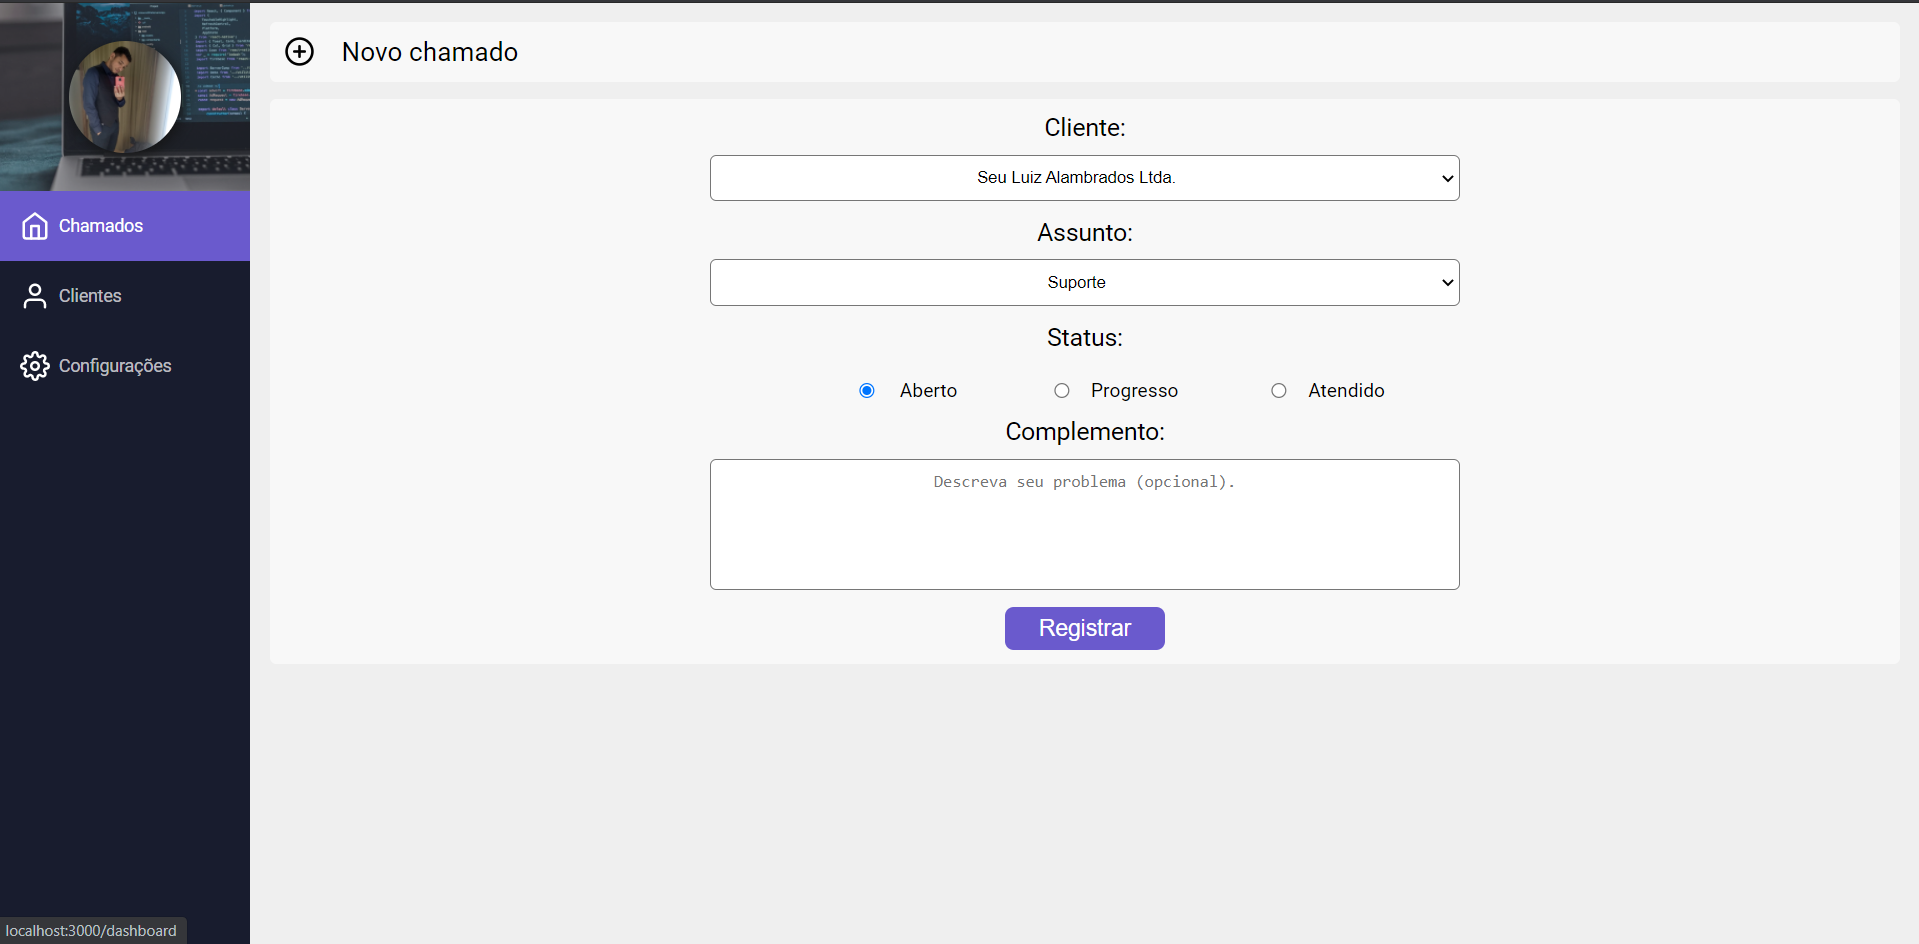 Novo chamado
Chamados
Clientes
Configurações
Cliente:
Seu Luiz Alambrados Ltda.
Assunto:
Suporte
Status:
Aberto Progresso Atendido
Complemento:
Descreva seu problema (opcional).
Registrar
localhost:3000/dashboard